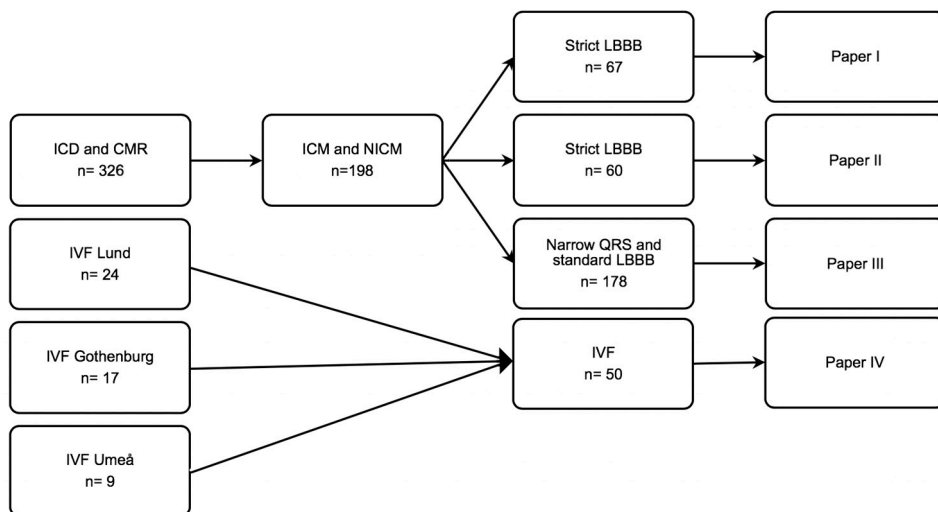 Strict LBBB
n= 67
Paper I
ICD and CMR
n= 326
ICM and NICM
n=198
Strict LBBB
n= 60
Paper II
IVF Lund
n= 24
Narrow QRS and
standard LBBB
n= 178
Paper III
IVF Gothenburg
n= 17
IVF
n= 50
Paper IV
IVF Umeå
n= 9